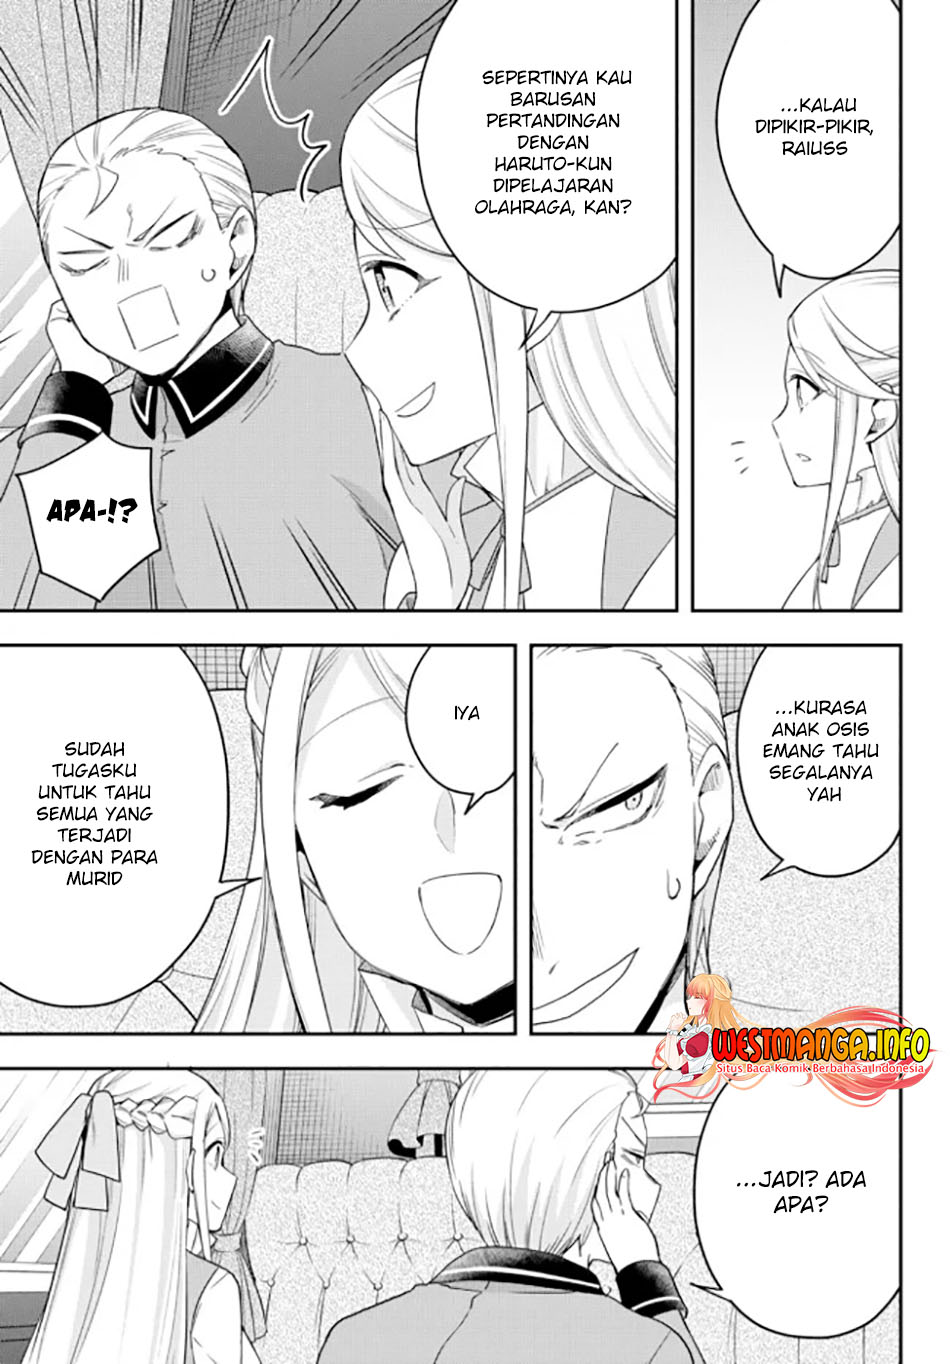 ...KALAU
DIPIKIR-PIKIR,
RAIUSS
SEPERTINYA KAU
BARUSAN
PERTANDINGAN
DENGAN
HARUTO-KUN
DIPELAJARAN
OLAHRAGA, KAN?
APA-!?
...KURASA
ANAK OSIS
EMANG TAHU
SEGALANYA
YAH
IYA
SUDAH
TUGASKU
UNTUK TAHU
SEMUA YANG
TERJADI
DENGAN PARA
MURID
WESTMANGA.INFO
Situs Baca Komik Berbahasa Indonesia
...JADI? ADA
APA?